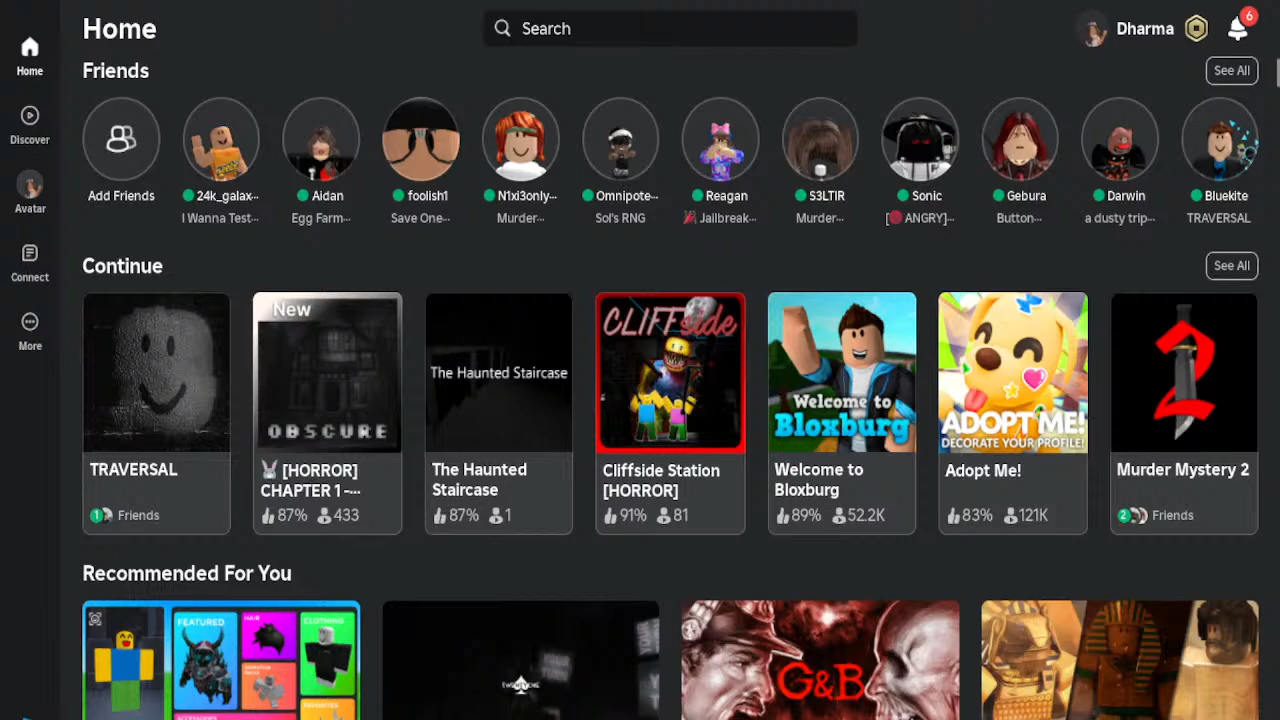 Home
Search
Dharma
6
Home
Discover
Avatar
Connect
More
Friends
See All
Add Friends
24k_galax...
I Wanna Test...
Aidan
Egg Farm...
foolish1
Save One...
N1xi3only...
Murder...
Omnipote...
Sol's RNG
Reagan
Jailbreak...
S3LTIR
Murder...
Sonic
[🔴 ANGRY]...
Gebura
Button...
Darwin
a dusty trip...
Bluekite
TRAVERSAL
Continue
See All
TRAVERSAL
1 Friends
New
OBSCURE
[HORROR]
CHAPTER 1 -...
87% 433
The Haunted Staircase
The Haunted
Staircase
87% 1
CLIFFside
Cliffside Station
[HORROR]
91% 81
Welcome to
Bloxburg
Welcome to
Bloxburg
89% 52.2K
ADOPT ME!
DECORATE YOUR PROFILE!
Adopt Me!
83% 121K
2
Murder Mystery 2
2 Friends
Recommended For You
FEATURED
HAIR
CLOTHING
G&B